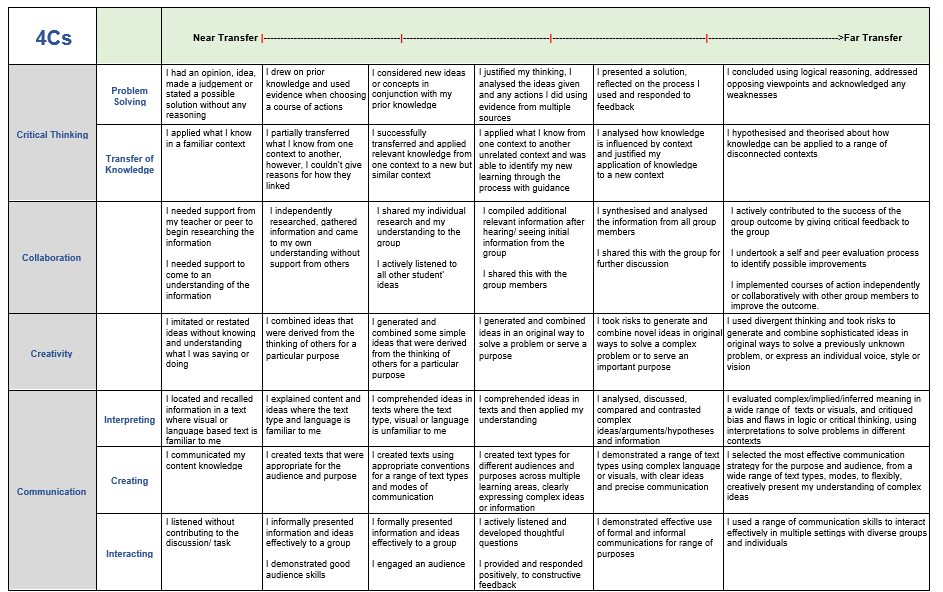 4Cs
Near Transfer |--------------------------------------------|-----------------------------------------------|-------------------------------------------------|------------------------------------------>Far Transfer
Critical Thinking
Problem
Solving
I had an opinion, idea,
made a judgement or
stated a possible
solution without any
reasoning
I drew on prior
knowledge and used
evidence when choosing
a course of actions
I considered new ideas
or concepts in
conjunction with my
prior knowledge
I justified my thinking, I
analysed the ideas given
and any actions I did using
evidence from multiple
sources
I presented a solution,
reflected on the process I
used and responded to
feedback
I concluded using logical reasoning, addressed
opposing viewpoints and acknowledged any
weaknesses
Transfer of
Knowledge
I applied what I know
in a familiar context
I partially transferred
what I know from one
context to another,
however, I couldn't give
reasons for how they
linked
I successfully
transferred and applied
relevant knowledge from
one context to a new but
similar context
I applied what I know from
one context to another
unrelated context and was
able to identify my new
learning through the
process with guidance
I analysed how knowledge
is influenced by context
and justified my
application of knowledge
to a new context
I hypothesised and theorised about how
knowledge can be applied to a range of
disconnected contexts
Collaboration
I needed support from
my teacher or peer to
begin researching the
information
I needed support to
come to an
understanding of the
information
I independently
researched, gathered
information and came
to my own
understanding without
support from others
I shared my individual
research and my
understanding to the
group
I actively listened to
all other student'
ideas
I compiled additional
relevant information after
hearing/ seeing initial
information from the
group
I shared this with the
group members
I synthesised and analysed
the information from all group
members
I shared this with the group for
further discussion
I actively contributed to the success of the
group outcome by giving critical feedback to
the group
I undertook a self and peer evaluation process
to identify possible improvements
I implemented courses of action independently
or collaboratively with other group members to
improve the outcome.
Creativity
I imitated or restated
ideas without knowing
and understanding
what I was saying or
doing
I combined ideas that
were derived from the
thinking of others for a
particular purpose
I generated and
combined some simple
ideas that were derived
from the thinking of
others for a particular
purpose
I generated and combined
ideas in an original way to
solve a problem or serve a
purpose
I took risks to generate and
combine novel ideas in original
ways to solve a complex
problem or to serve an
important purpose
I used divergent thinking and took risks to
generate and combine sophisticated ideas in
original ways to solve a previously unknown
problem, or express an individual voice, style or
vision
Communication
Interpreting
I located and recalled
information in a text
where visual or
language based text is
familiar to me
I explained content and
ideas where the text
type and language is
familiar to me
I comprehended ideas in
texts where the text
type, visual or language
is unfamiliar to me
I comprehended ideas in
texts and then applied my
understanding
I analysed, discussed,
compared and contrasted
complex
ideas/arguments/hypotheses
and information
I evaluated complex/implied/inferred meaning in
a wide range of texts or visuals, and critiqued
bias and flaws in logic or critical thinking, using
interpretations to solve problems in different
contexts
Creating
I communicated my
content knowledge
I created texts that were
appropriate for the
audience and purpose
I created texts using
appropriate conventions
for a range of text types
and modes of
communication
I created text types for
different audiences and
purposes across multiple
learning areas, clearly
expressing complex ideas
or information
I demonstrated a range of text
types using complex language
or visuals, with clear ideas
and precise communication
I selected the most effective communication
strategy for the purpose and audience, from a
wide range of text types, modes, to flexibly,
creatively present my understanding of complex
ideas
Interacting
I listened without
contributing to the
discussion/ task
I informally presented
information and ideas
effectively to a group
I demonstrated good
audience skills
I formally presented
information and ideas
effectively to a group
I engaged an audience
I actively listened and
developed thoughtful
questions
I provided and responded
positively, to constructive
feedback
I demonstrated effective use
of formal and informal
communications for range of
purposes
I used a range of communication skills to interact
effectively in multiple settings with diverse groups
and individuals